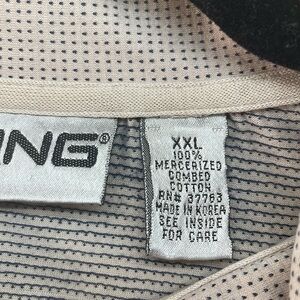 ING®
XXL
100%
MERCERIZED
COMBED
COTTON
RN# 37763
MADE IN KOREA
SEE INSIDE
FOR CARE